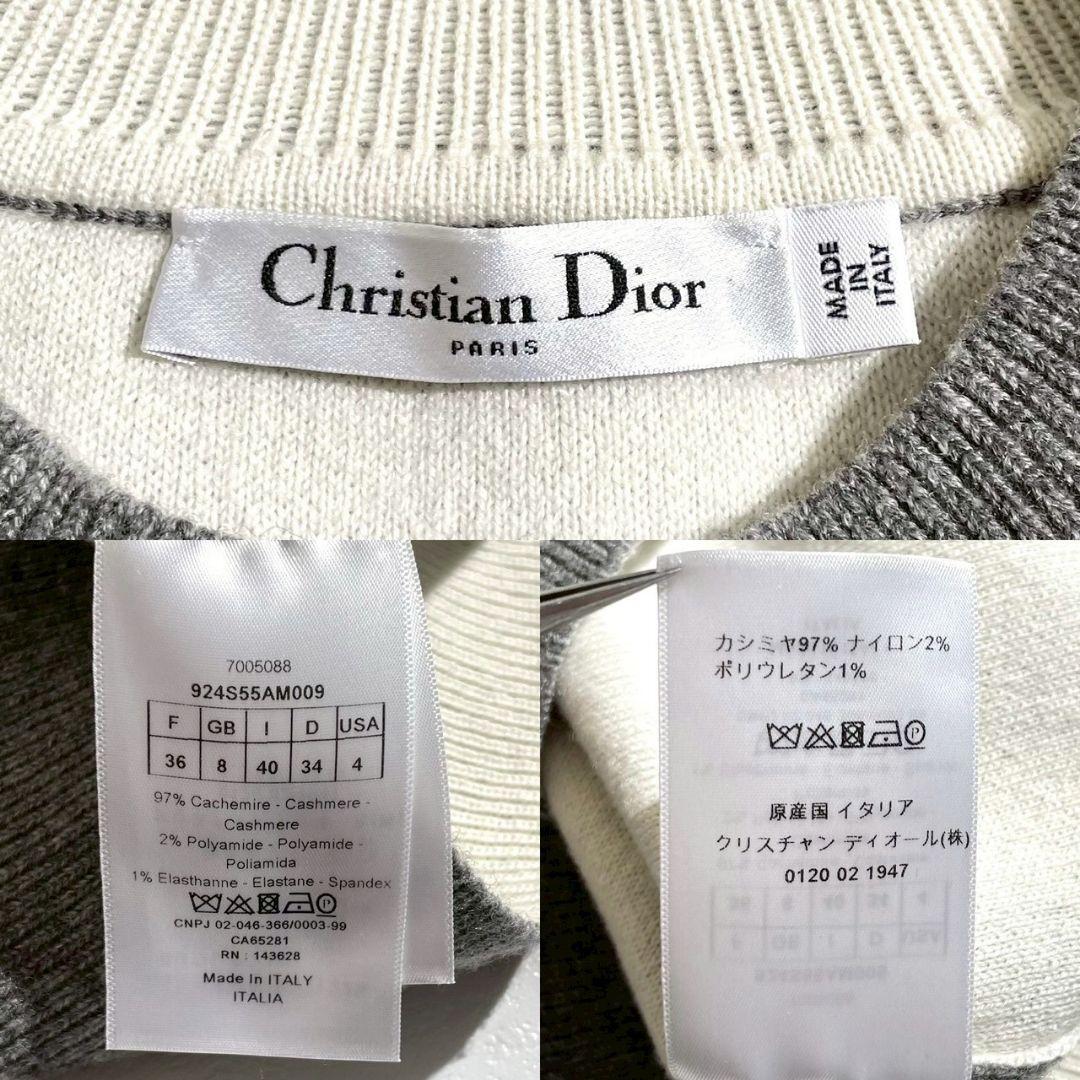 Christian Dior
PARIS
MADE
IN
ITALY
7005088
924S55AM009
F GB I D USA
36 8 40 34 4
97% Cachemire - Cashmere -
Cashmere
2% Polyamide - Polyamide -
Poliamida
1% Elasthanne - Elastane - Spandex
CNPJ 02-046-366/0003-99
CA65281
RN : 143628
Made In ITALY
ITALIA
カシミヤ97% ナイロン2%
ポリウレタン1%
原産国 イタリア
クリスチャン ディオール(株)
0120 02 1947